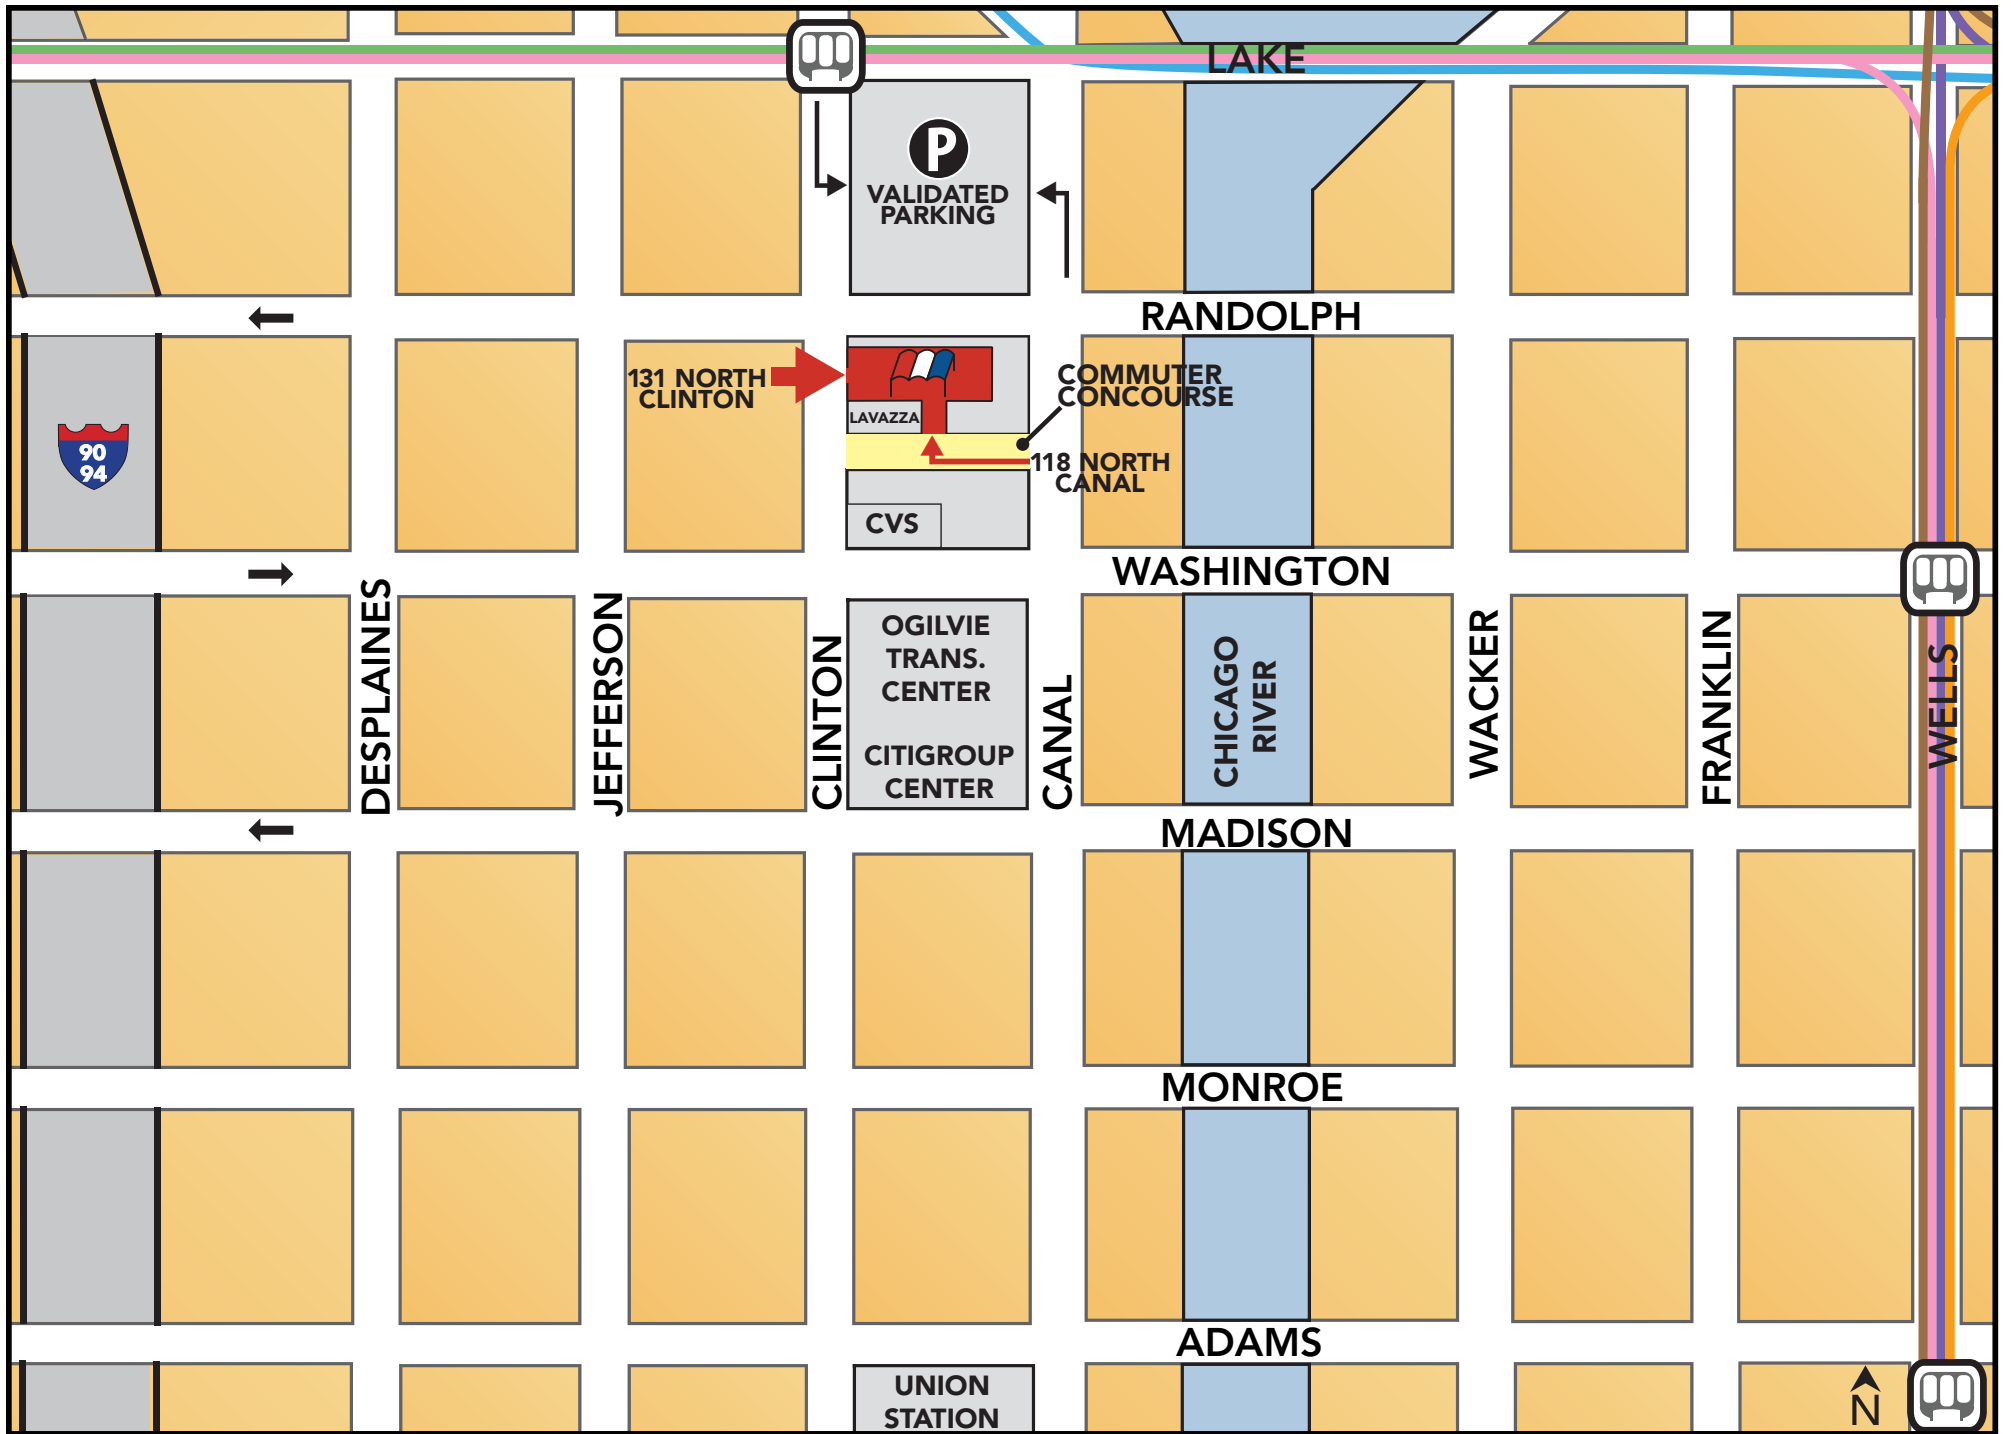 LAKE
P
VALIDATED
PARKING
RANDOLPH
131 NORTH
CLINTON
COMMUTER
CONCOURSE
LAVAZZA
90
94
118 NORTH
CANAL
CVS
WASHINGTON
DESPLAINES
JEFFERSON
CLINTON
OGILVIE
TRANS.
CENTER
CITIGROUP
CENTER
CANAL
CHICAGO
RIVER
WACKER
FRANKLIN
WELLS
MADISON
MONROE
ADAMS
UNION
STATION
N